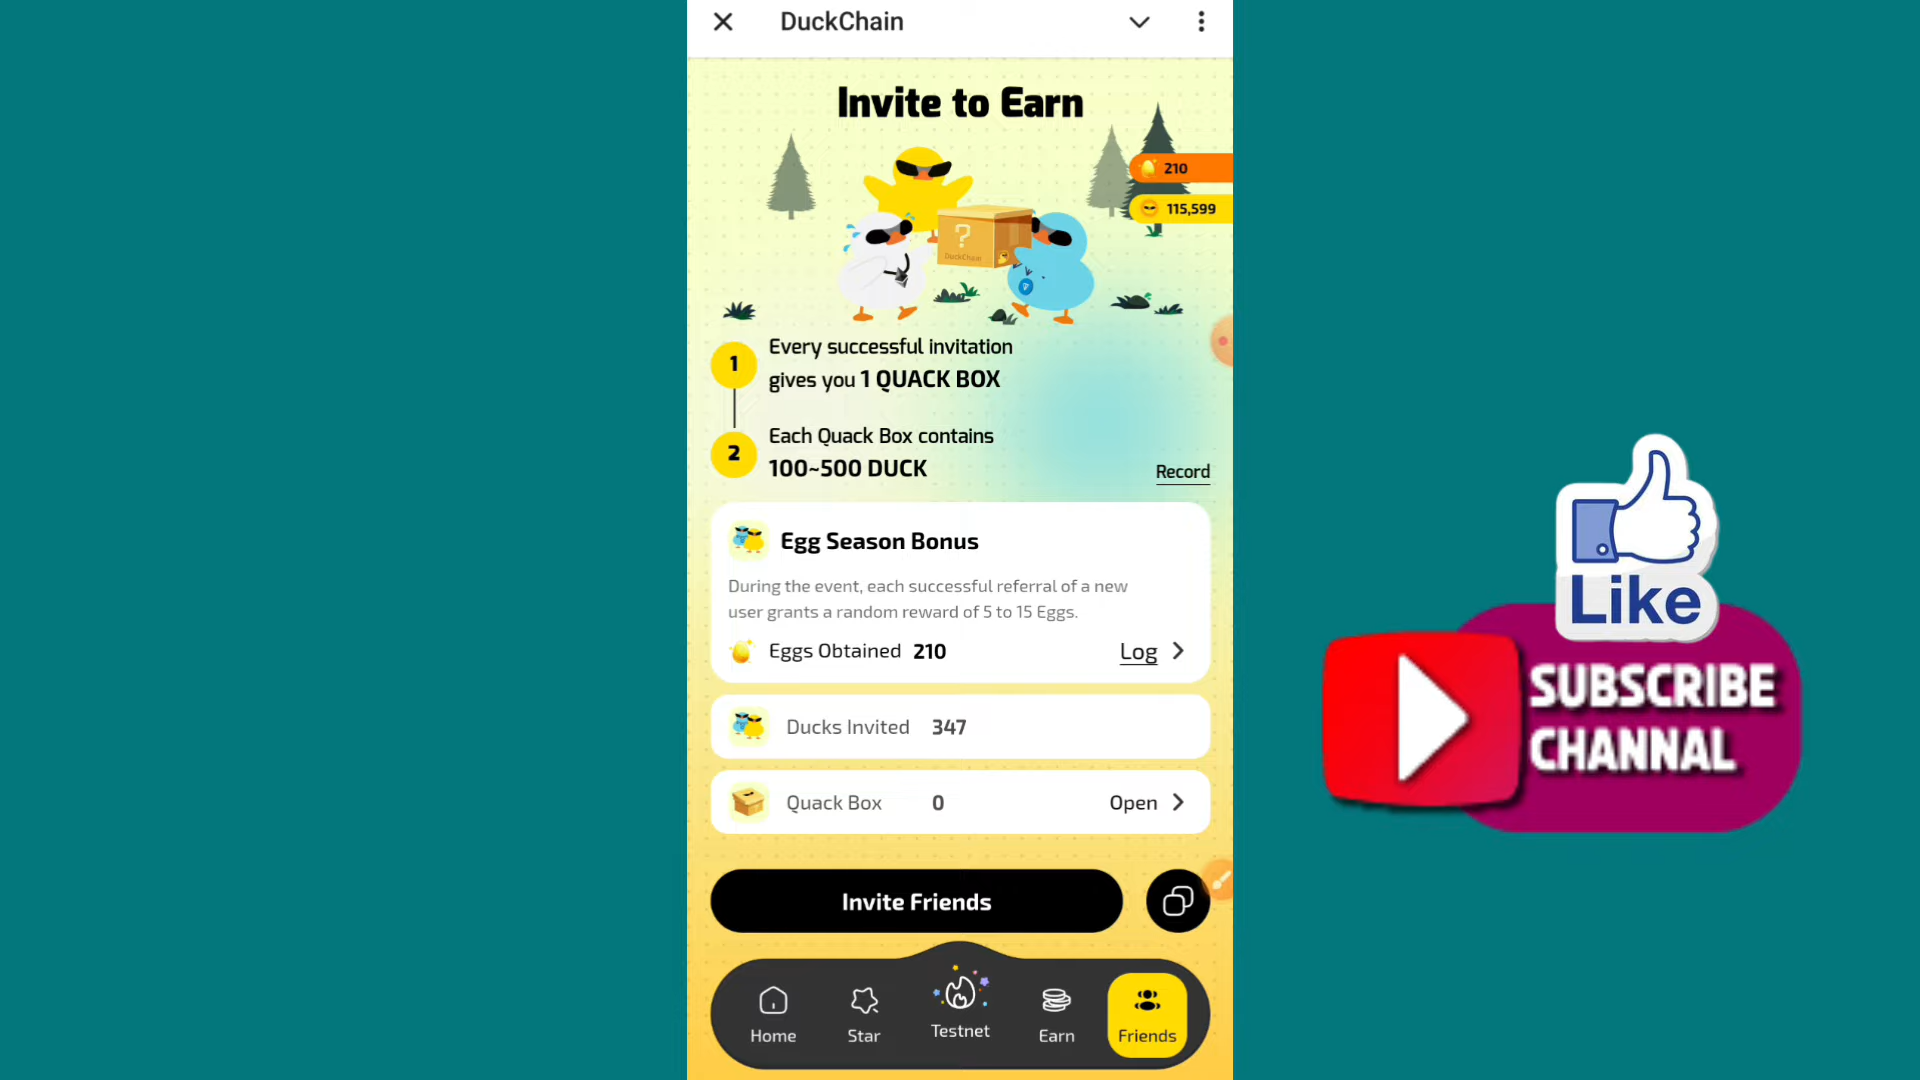 DuckChain
Invite to Earn
210
115,599
?
DuckChain
1
Every successful invitation
gives you 1 QUACK BOX
2
Each Quack Box contains
100~500 DUCK
Record
Egg Season Bonus
During the event, each successful referral of a new
user grants a random reward of 5 to 15 Eggs.
Eggs Obtained 210
Log
Ducks Invited 347
Quack Box 0
Open
Invite Friends
Home
Star
Testnet
Earn
Friends
Like
SUBSCRIBE
CHANNAL